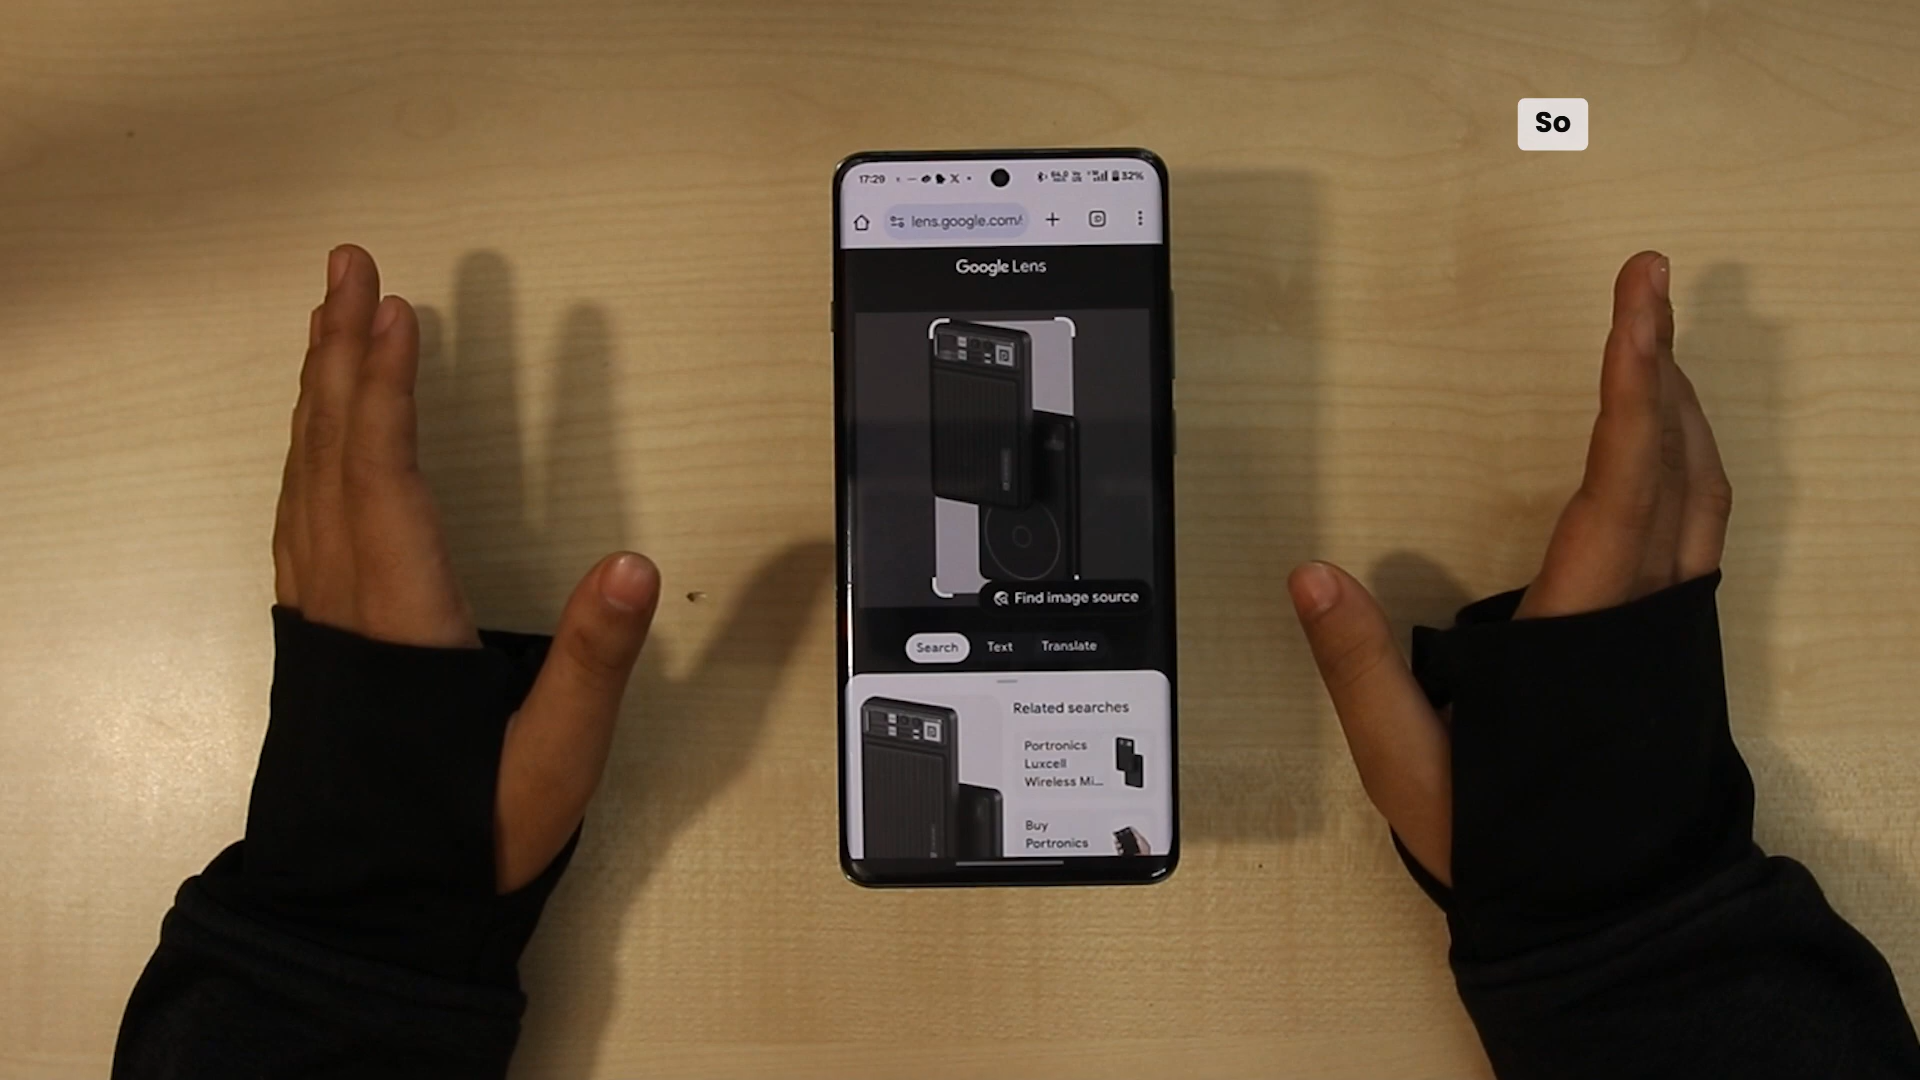 So
17:29
32%
lens.google.com/
Google Lens
Find image source
Search
Text
Translate
Related searches
Portronics
Luxcell
Wireless Mi...
Buy
Portronics